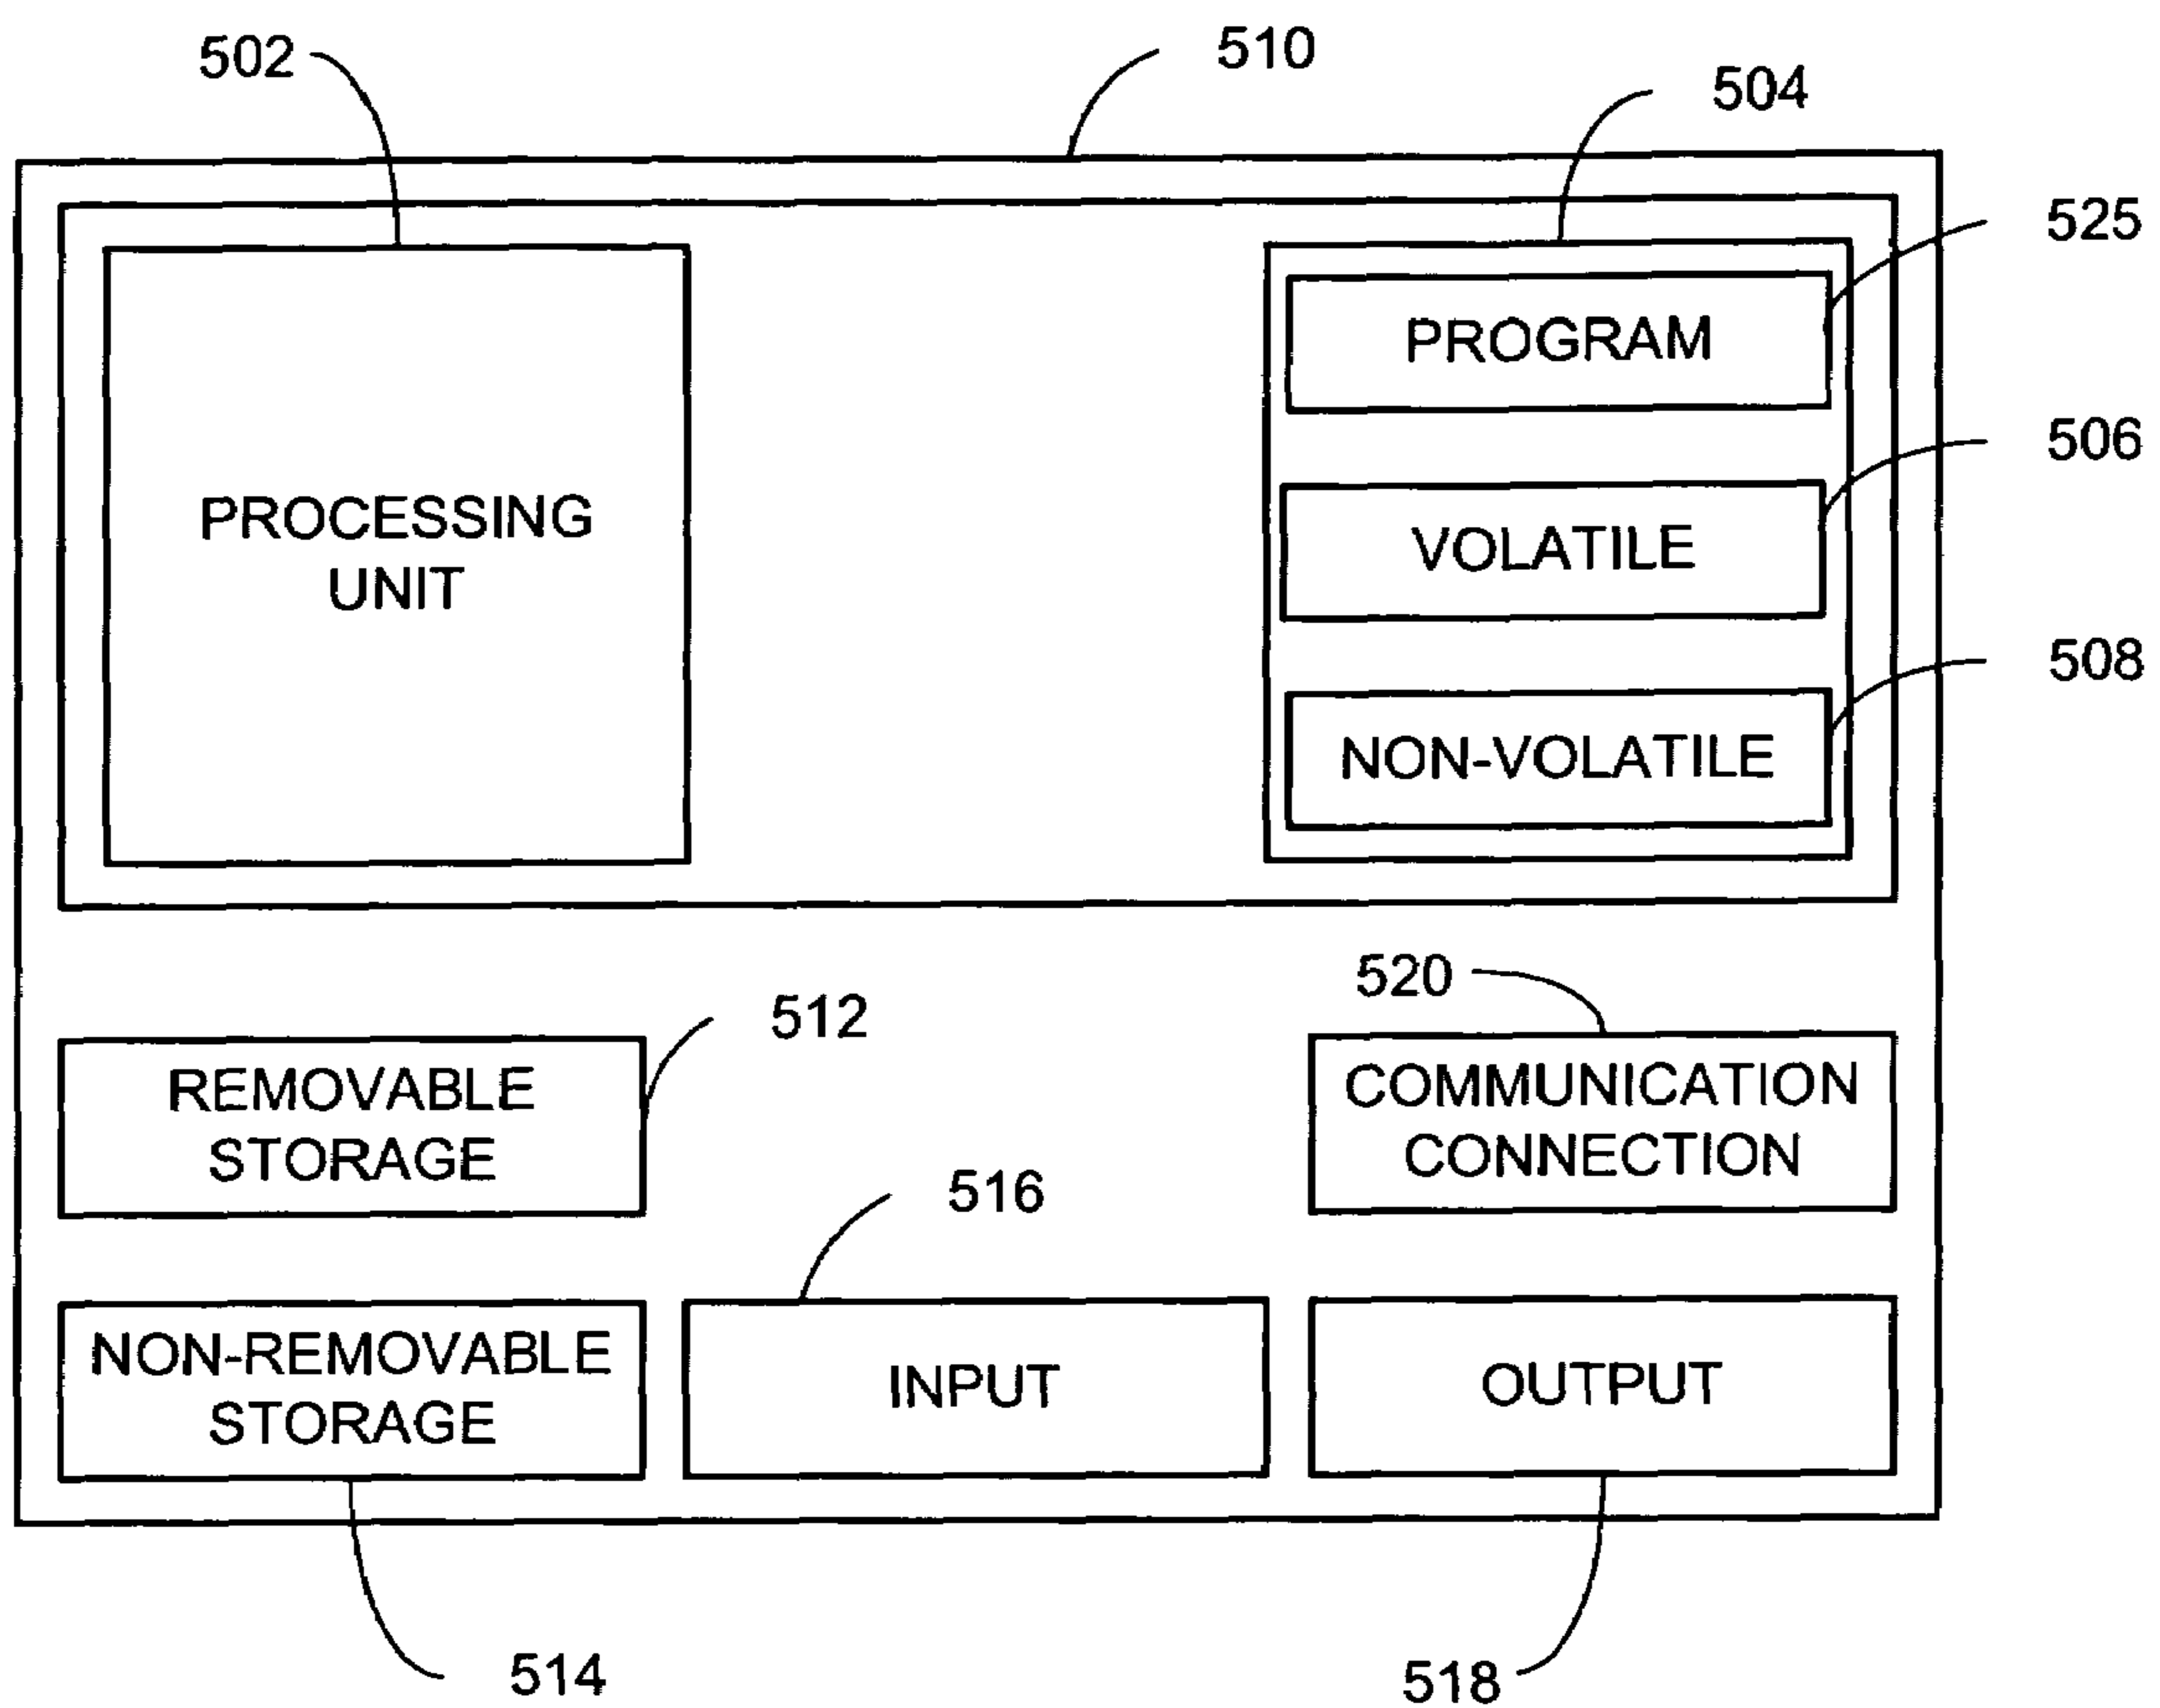 502
510
504
525
PROGRAM
506
PROCESSING
UNIT
VOLATILE
508
NON-VOLATILE
520
512
REMOVABLE
STORAGE
COMMUNICATION
CONNECTION
516
NON-REMOVABLE
STORAGE
INPUT
OUTPUT
514
518